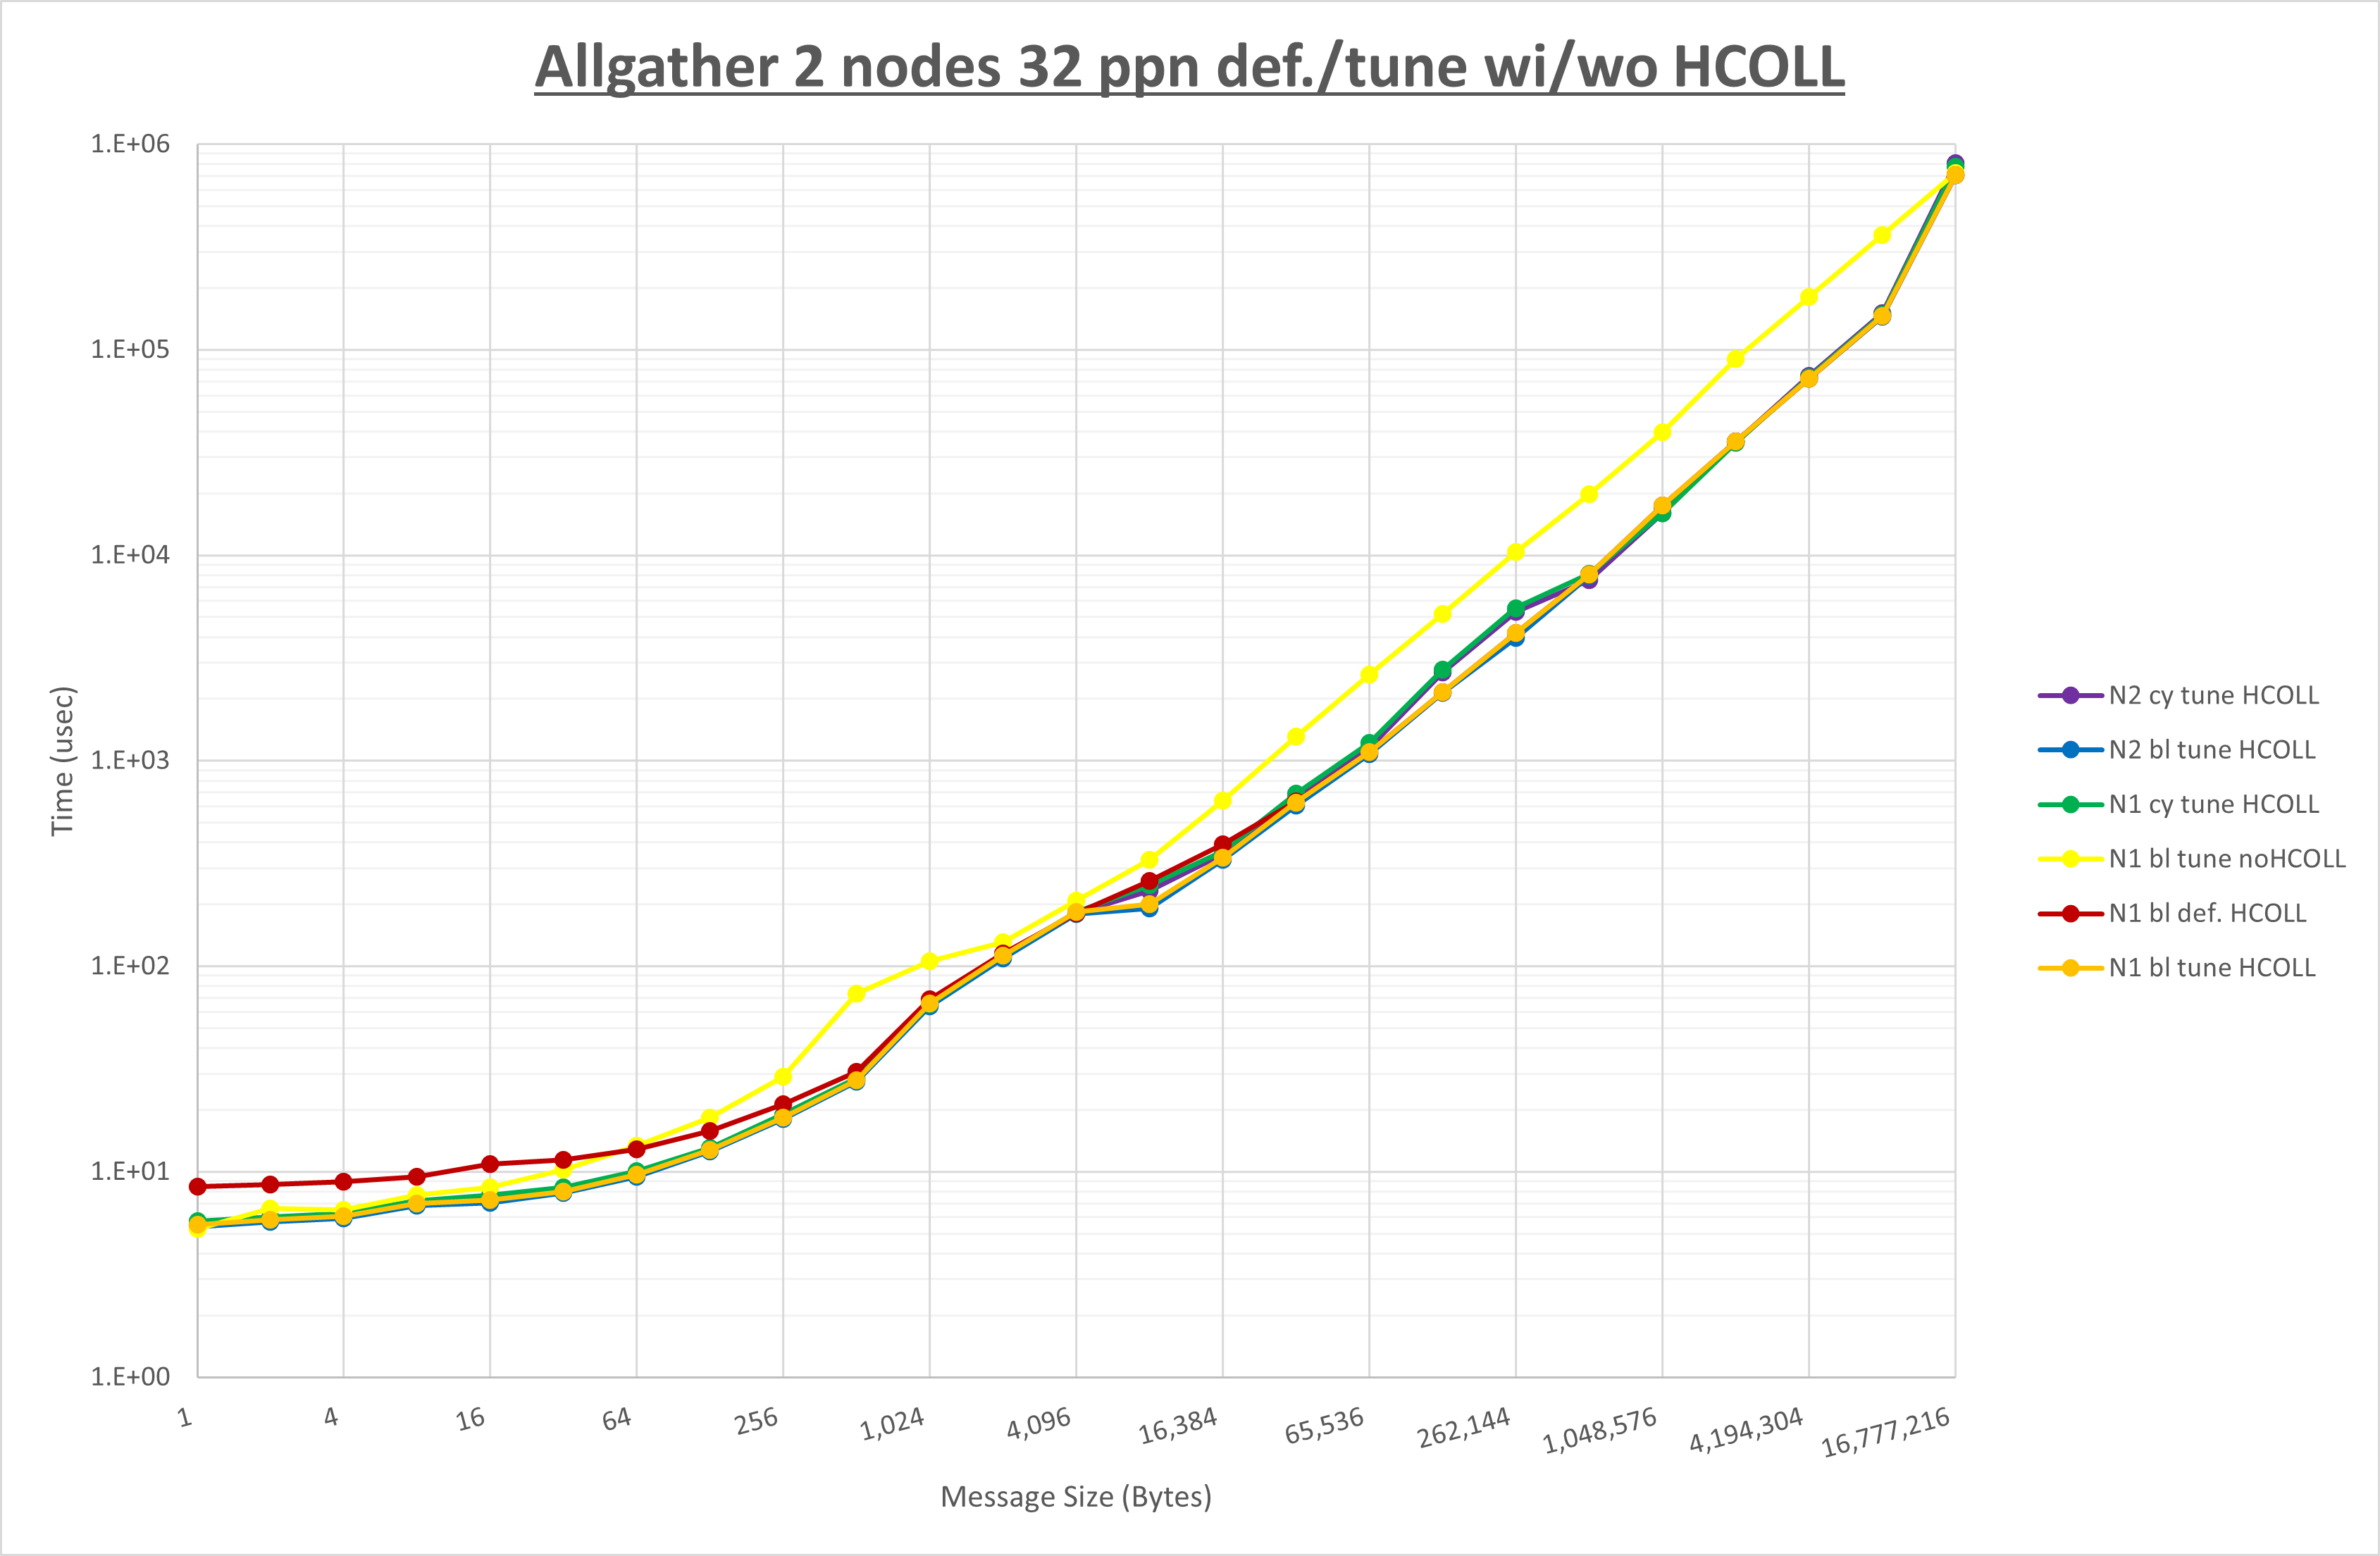 Allgather 2 nodes 32 ppn def./tune wi/wo HCOLL
1.E+06
1.E+05
1.E+04
1.E+03
1.E+02
1.E+01
1.E+00
Time (usec)
1
4
16
64
256
1,024
4,096
16,384
65,536
262,144
1,048,576
4,194,304
16,777,216
Message Size (Bytes)
N2 cy tune HCOLL
N2 bl tune HCOLL
N1 cy tune HCOLL
N1 bl tune noHCOLL
N1 bl def. HCOLL
N1 bl tune HCOLL